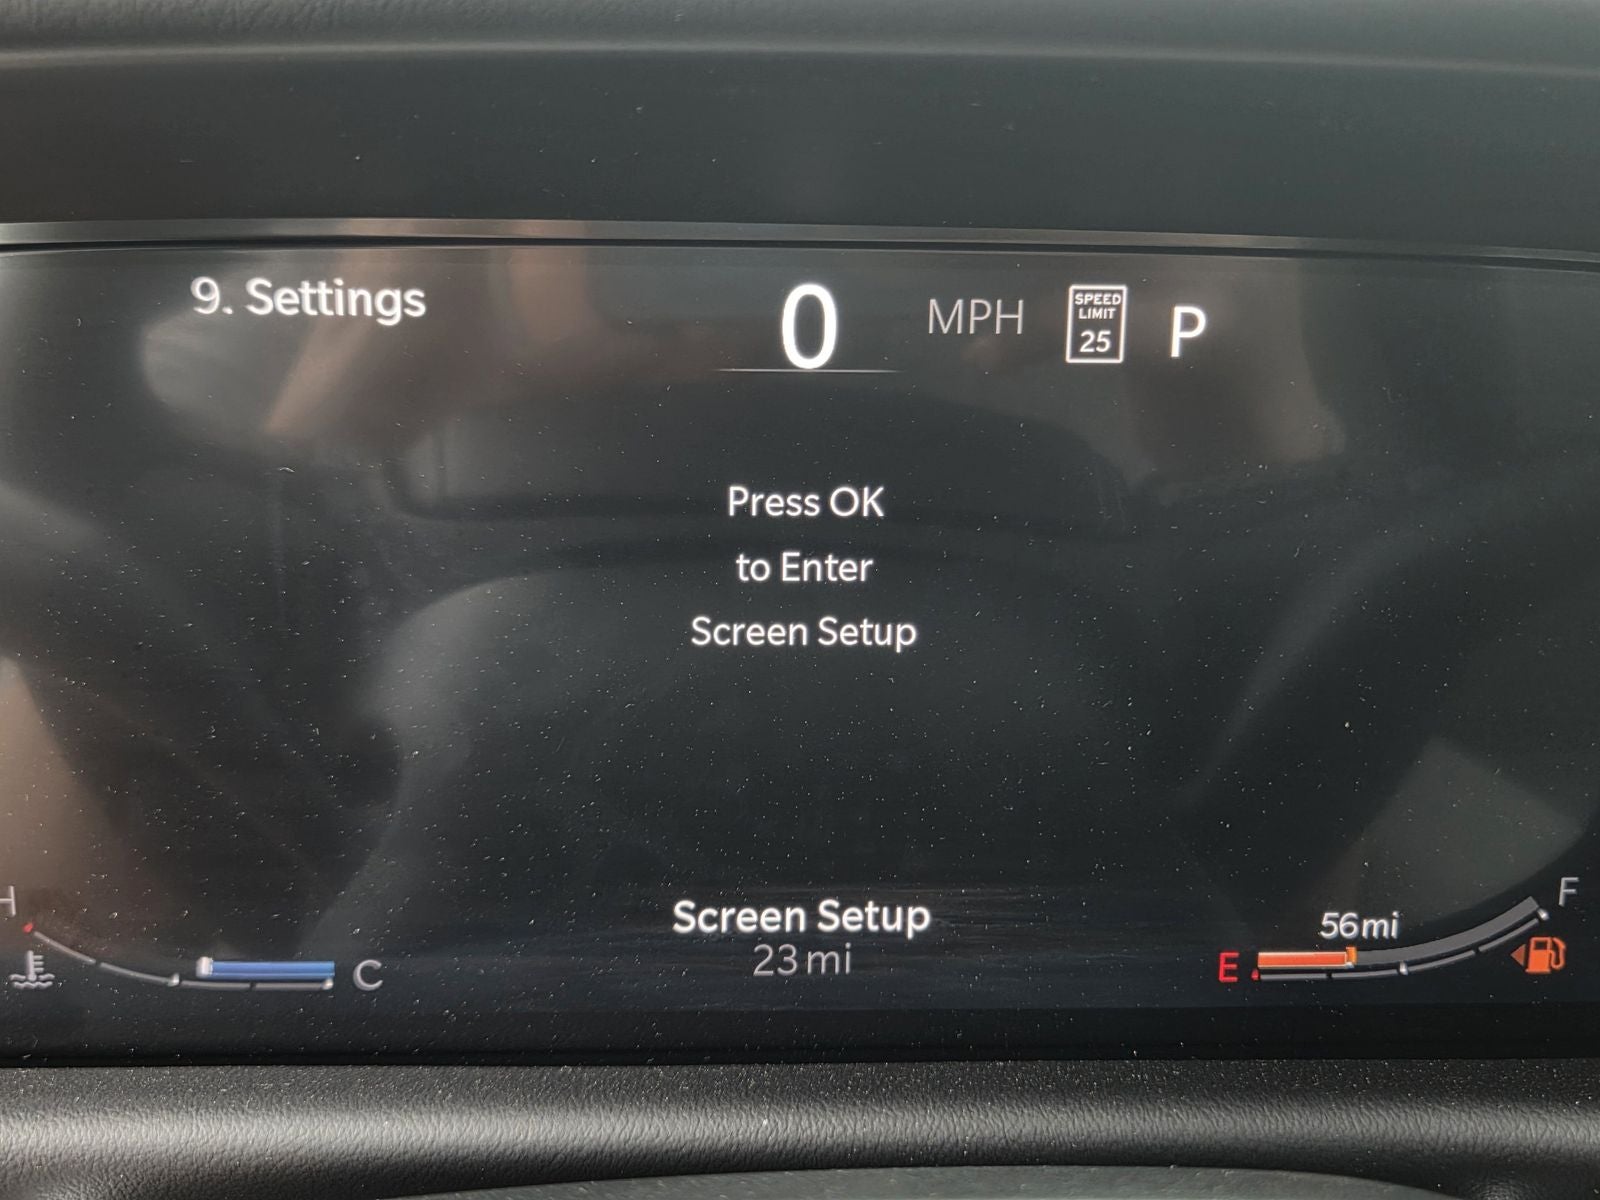 9. Settings
0 MPH
SPEED
LIMIT
25
P
Press OK
to Enter
Screen Setup
Screen Setup
23 mi
H
C
56mi
E
F